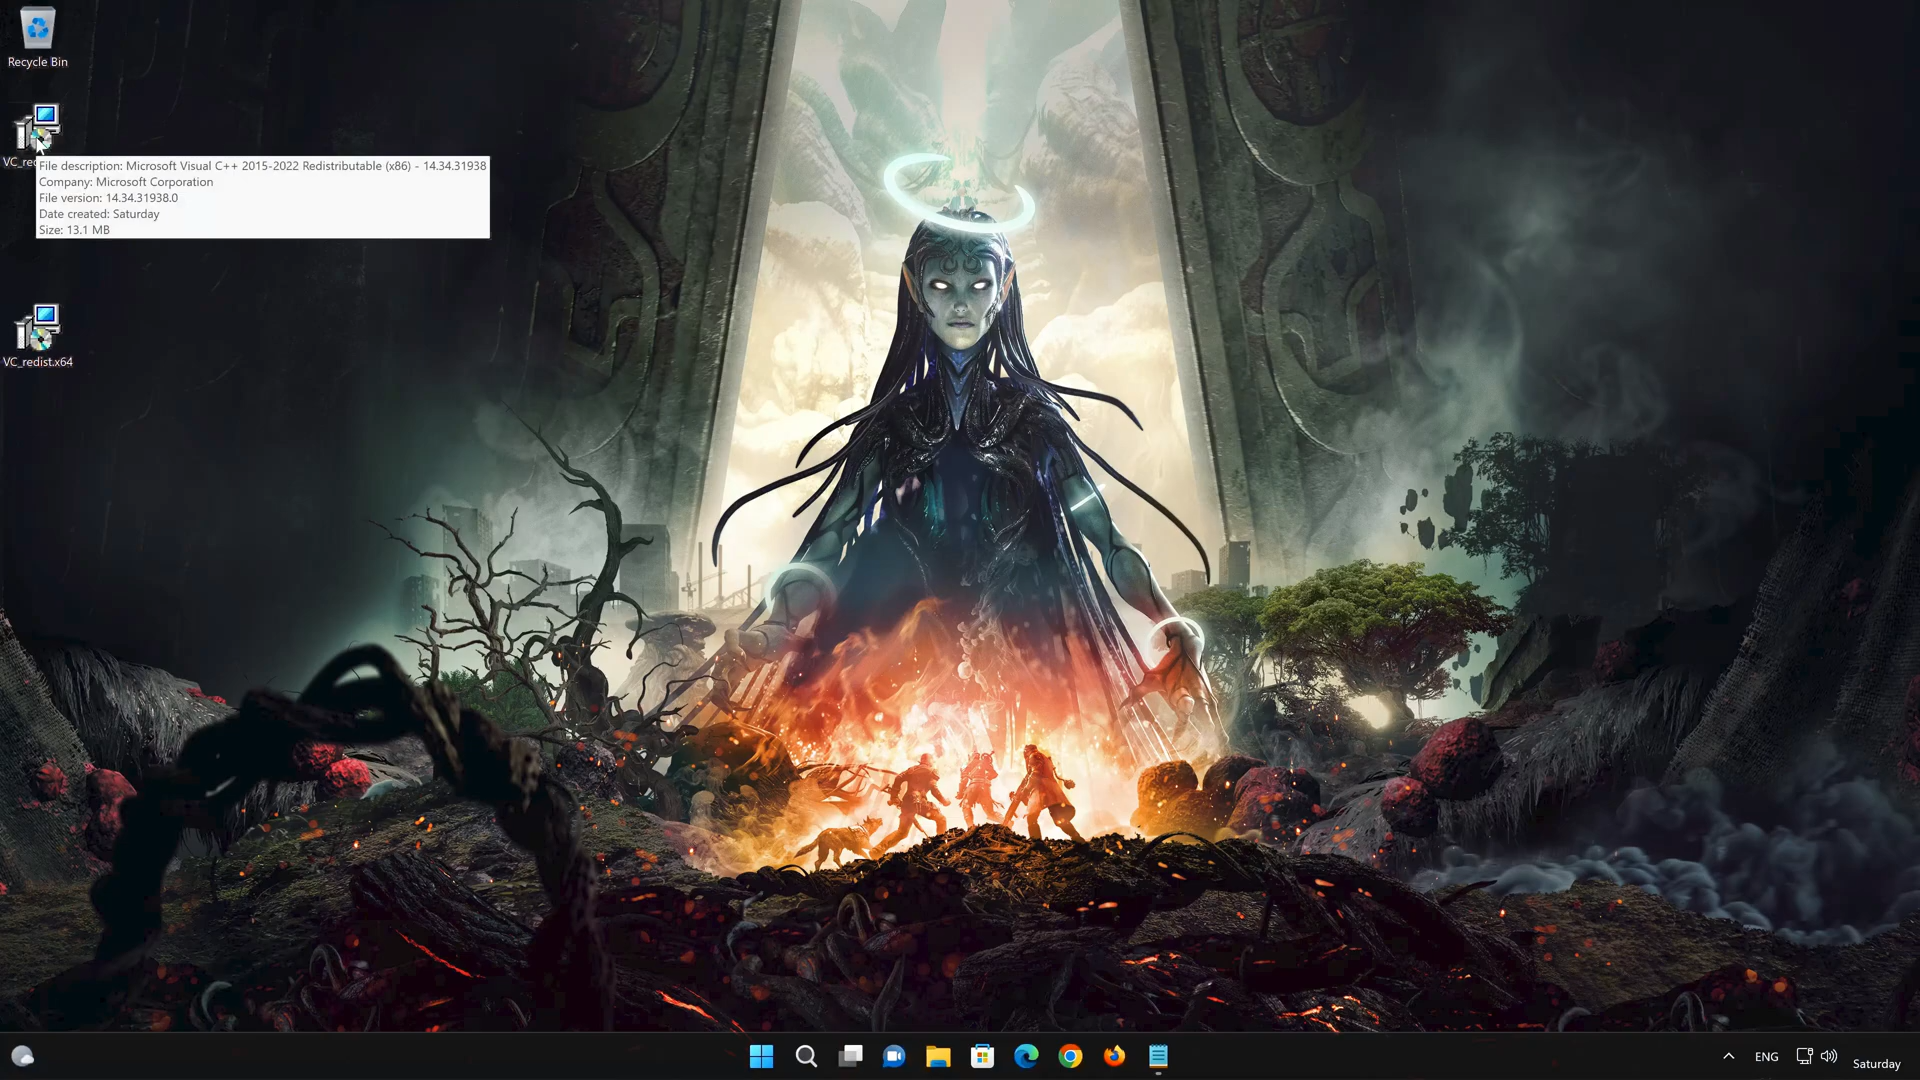 Recycle Bin
VC_re
File description: Microsoft Visual C++ 2015-2022 Redistributable (x86) - 14.34.31938
Company: Microsoft Corporation
File version: 14.34.31938.0
Date created: Saturday
Size: 13.1 MB
VC_redist.x64
ENG
Saturday